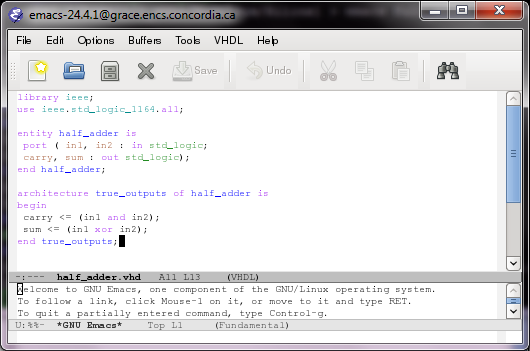 emacs-24.4.1@grace.encs.concordia.ca
File Edit Options Buffers Tools VHDL Help
Save Undo
library ieee;
use ieee.std_logic_1164.all;
entity half_adder is
port ( in1, in2 : in std_logic;
carry, sum : out std_logic);
end half_adder;
architecture true_outputs of half_adder is
begin
carry <= (in1 and in2);
sum <= (in1 xor in2);
end true_outputs;
-:--- half_adder.vhd All L13 (VHDL)
Welcome to GNU Emacs, one component of the GNU/Linux operating system.
To follow a link, click Mouse-1 on it, or move to it and type RET.
To quit a partially entered command, type Control-g.
U:%%- *GNU Emacs* Top L1 (Fundamental)